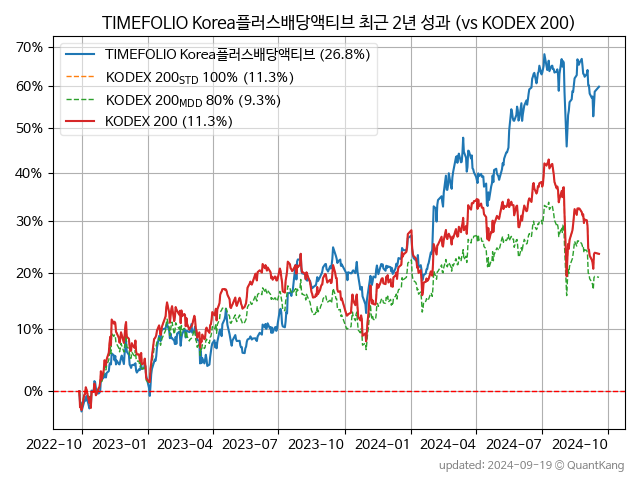 TIMEFOLIO Korea플러스배당액티브 최근 2년 성과 (vs KODEX 200)
TIMEFOLIO Korea플러스배당액티브 (26.8%)
KODEX 200STD 100% (11.3%)
KODEX 200MDD 80% (9.3%)
KODEX 200 (11.3%)
70%
60%
50%
40%
30%
20%
10%
0%
2022-10 2023-01 2023-04 2023-07 2023-10 2024-01 2024-04 2024-07 2024-10
updated: 2024-09-19 © QuantKang